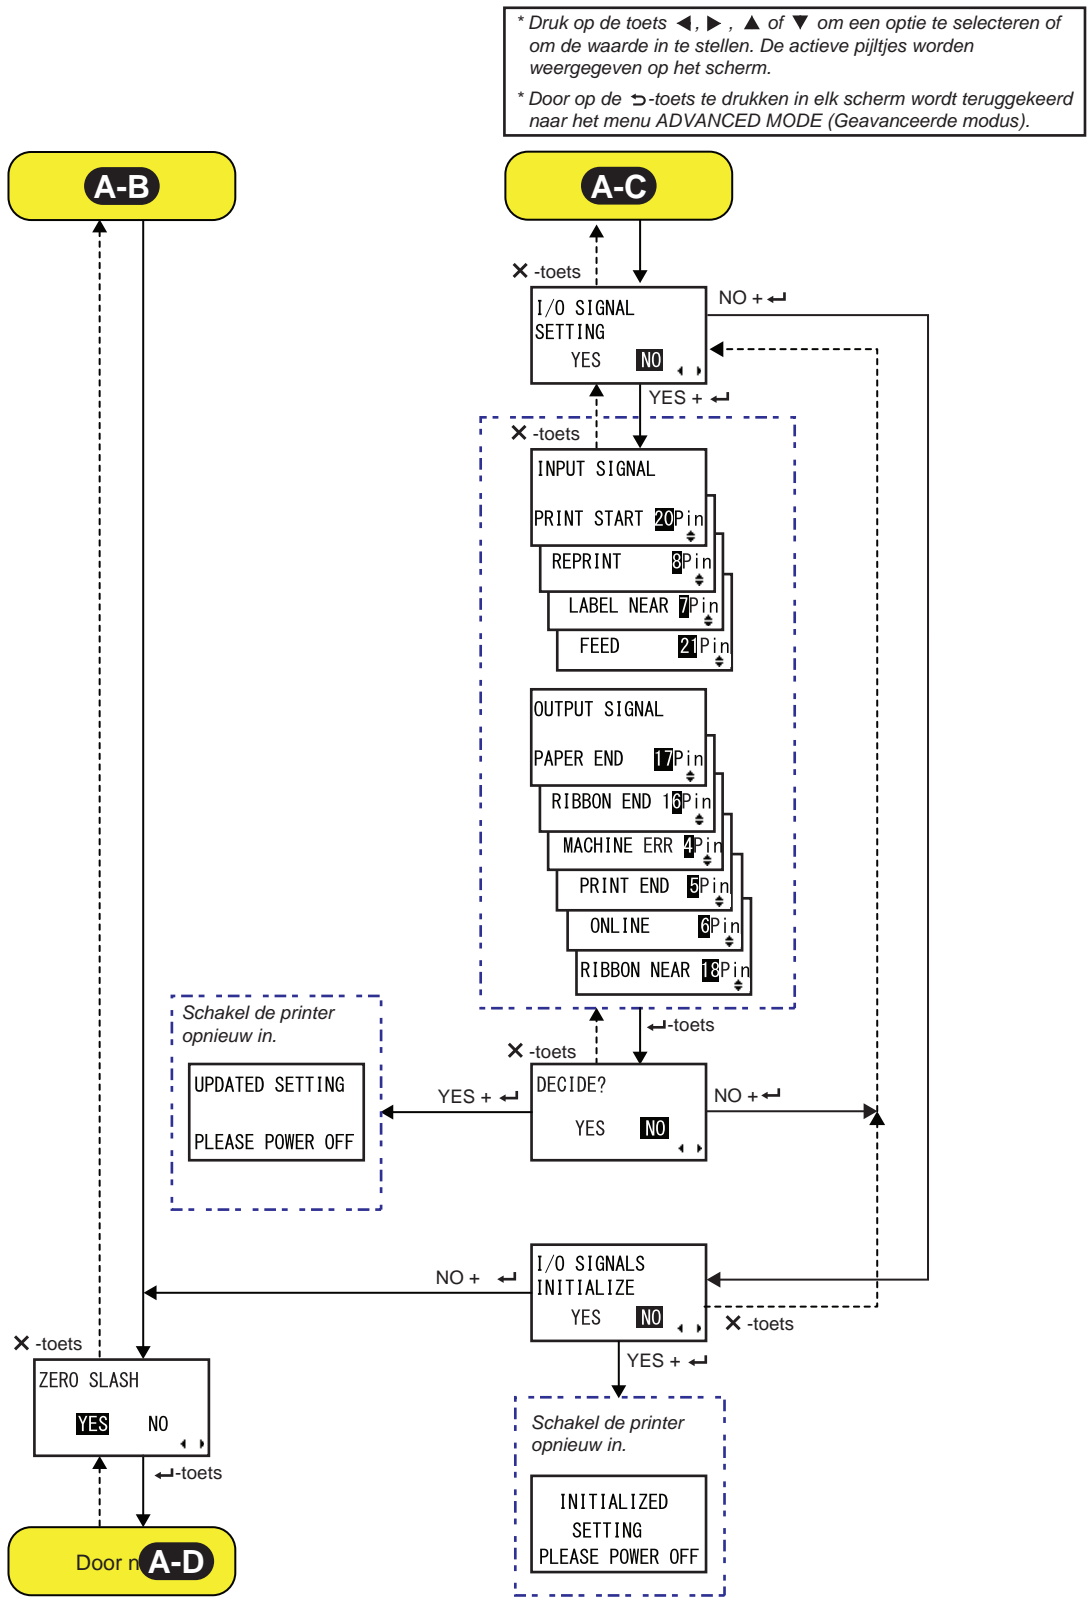 * Druk op de toets ◀, ▶, ▲ of ▼ om een optie te selecteren of
om de waarde in te stellen. De actieve pijltjes worden
weergegeven op het scherm.
* Door op de ⮌-toets te drukken in elk scherm wordt teruggekeerd
naar het menu ADVANCED MODE (Geavanceerde modus).
A-B
A-C
✕ -toets
I/O SIGNAL
SETTING
YES NO
NO + ↵
YES + ↵
✕ -toets
INPUT SIGNAL
PRINT START 20Pin
REPRINT 8Pin
LABEL NEAR 7Pin
FEED 21Pin
OUTPUT SIGNAL
PAPER END 17Pin
RIBBON END 16Pin
MACHINE ERR 4Pin
PRINT END 5Pin
ONLINE 6Pin
RIBBON NEAR 18Pin
↵-toets
✕ -toets
DECIDE?
YES NO
NO + ↵
YES + ↵
Schakel de printer
opnieuw in.
UPDATED SETTING
PLEASE POWER OFF
I/O SIGNALS
INITIALIZE
YES NO
NO + ↵
✕ -toets
YES + ↵
Schakel de printer
opnieuw in.
INITIALIZED
SETTING
PLEASE POWER OFF
✕ -toets
ZERO SLASH
YES NO
↵-toets
Door n
A-D